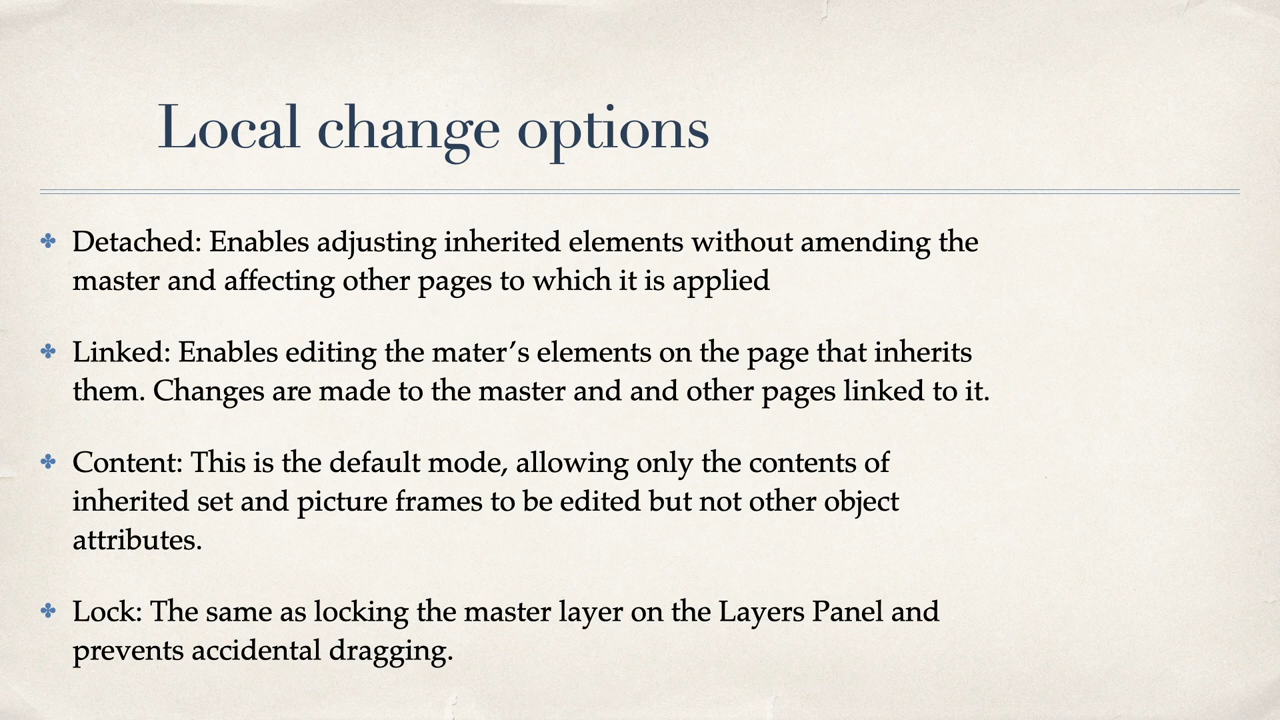 Local change options
Detached: Enables adjusting inherited elements without amending the
master and affecting other pages to which it is applied
Linked: Enables editing the mater’s elements on the page that inherits
them. Changes are made to the master and and other pages linked to it.
Content: This is the default mode, allowing only the contents of
inherited set and picture frames to be edited but not other object
attributes.
Lock: The same as locking the master layer on the Layers Panel and
prevents accidental dragging.